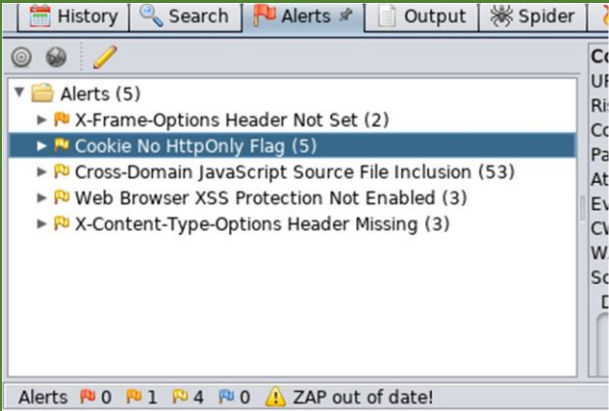 History Search Alerts Output Spider
Alerts (5)
X-Frame-Options Header Not Set (2)
Cookie No HttpOnly Flag (5)
Cross-Domain JavaScript Source File Inclusion (53)
Web Browser XSS Protection Not Enabled (3)
X-Content-Type-Options Header Missing (3)
Alerts 0 1 4 0 ZAP out of date!